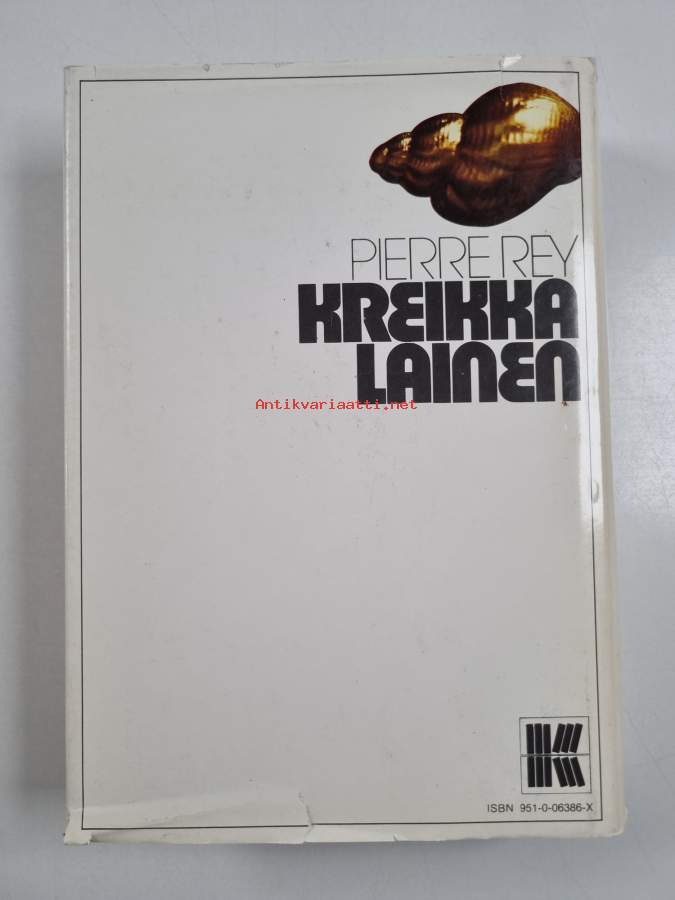 PIERRE REY
KREIKKA
LAINEN
Antikvariaatti.net
ISBN 951-0-06386-X